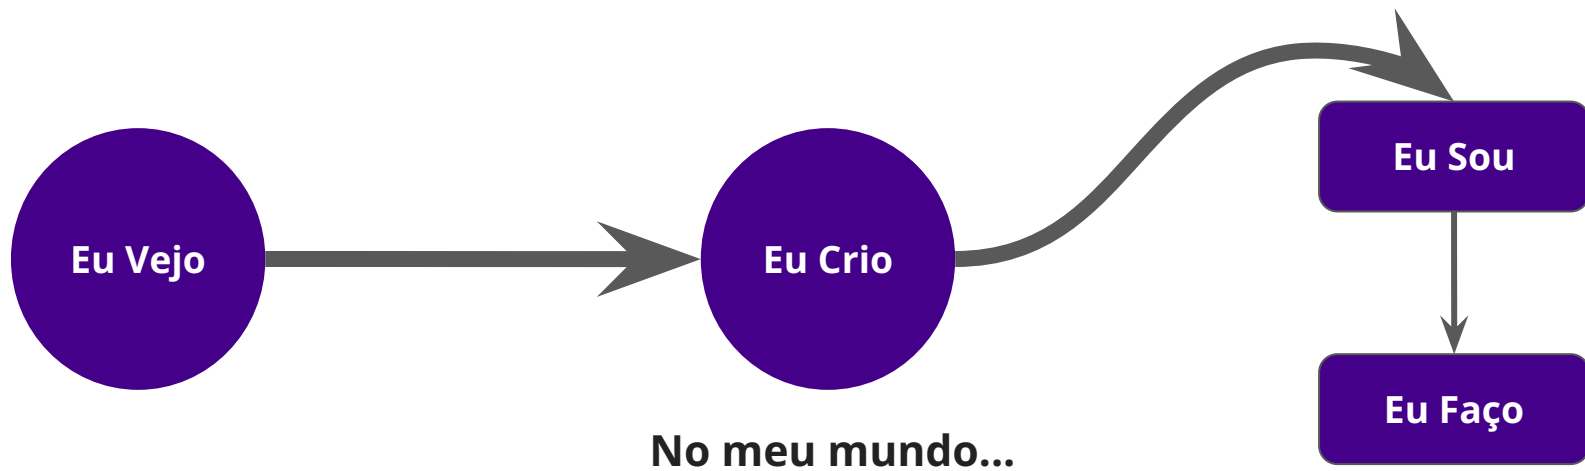 Eu Vejo
Eu Crio
Eu Sou
Eu Faço
No meu mundo...